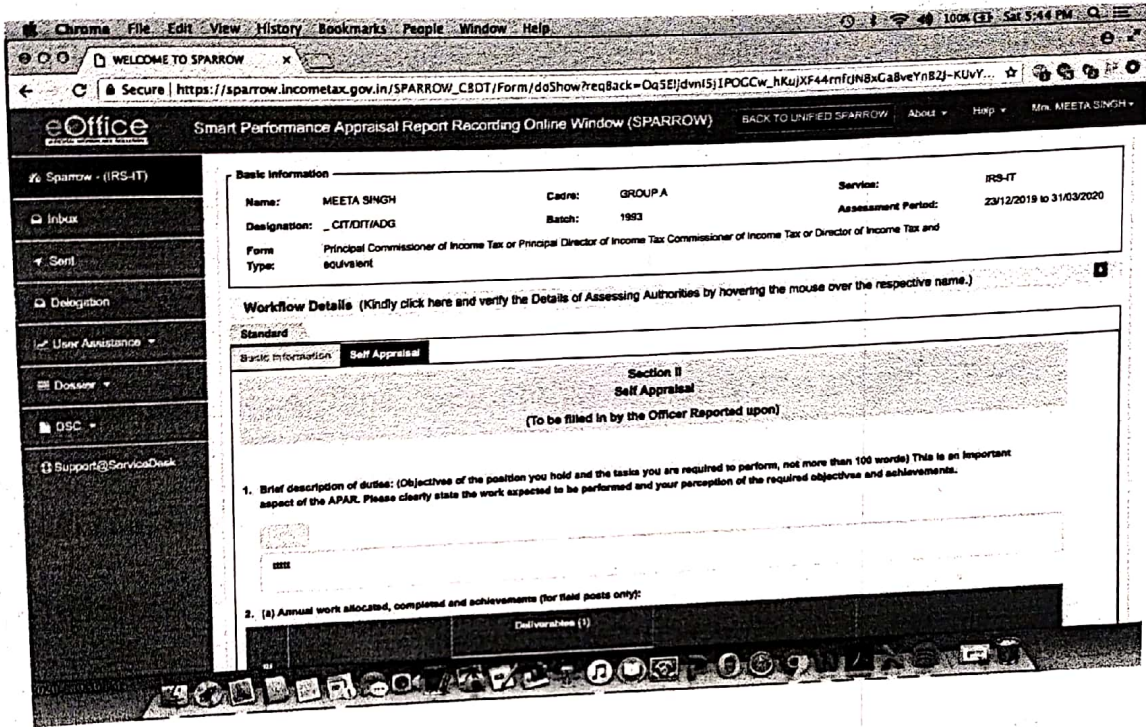 Chrome File Edit View History Bookmarks People Window Help 100% Sat 5:44 PM
WELCOME TO SPARROW
Secure | https://sparrow.incometax.gov.in/SPARROW_CBDT/Form/doShow?
eOffice Smart Performance Appraisal Report Recording Online Window (SPARROW) BACK TO UNIFIED SPARROW About Help Mrs. MEETA SINGH
Sparrow - (IRS-IT)
Inbox
Sent
Delegation
User Assistance
Dossier
DSC
Support@ServiceDesk
Basic Information
Name: MEETA SINGH Cadre: GROUP A Service: IRS-IT
Designation: _ CIT/DIT/ADG Batch: 1993 Assessment Period: 23/12/2019 to 31/03/2020
Form Type: Principal Commissioner of Income Tax or Principal Director of Income Tax Commissioner of Income Tax or Director of Income Tax and
equivalent
Workflow Details (Kindly click here and verify the Details of Assessing Authorities by hovering the mouse over the respective name.)
Standard
Basic Information Self Appraisal
Section II
Self Appraisal
(To be filled in by the Officer Reported upon)
1. Brief description of duties: (Objectives of the position you hold and the tasks you are required to perform, not more than 100 words) This is an important
aspect of the APAR. Please clearly state the work expected to be performed and your perception of the required objectives and achievements.
2. (a) Annual work allocated, completed and achievements (for field posts only):
Deliverables (1)